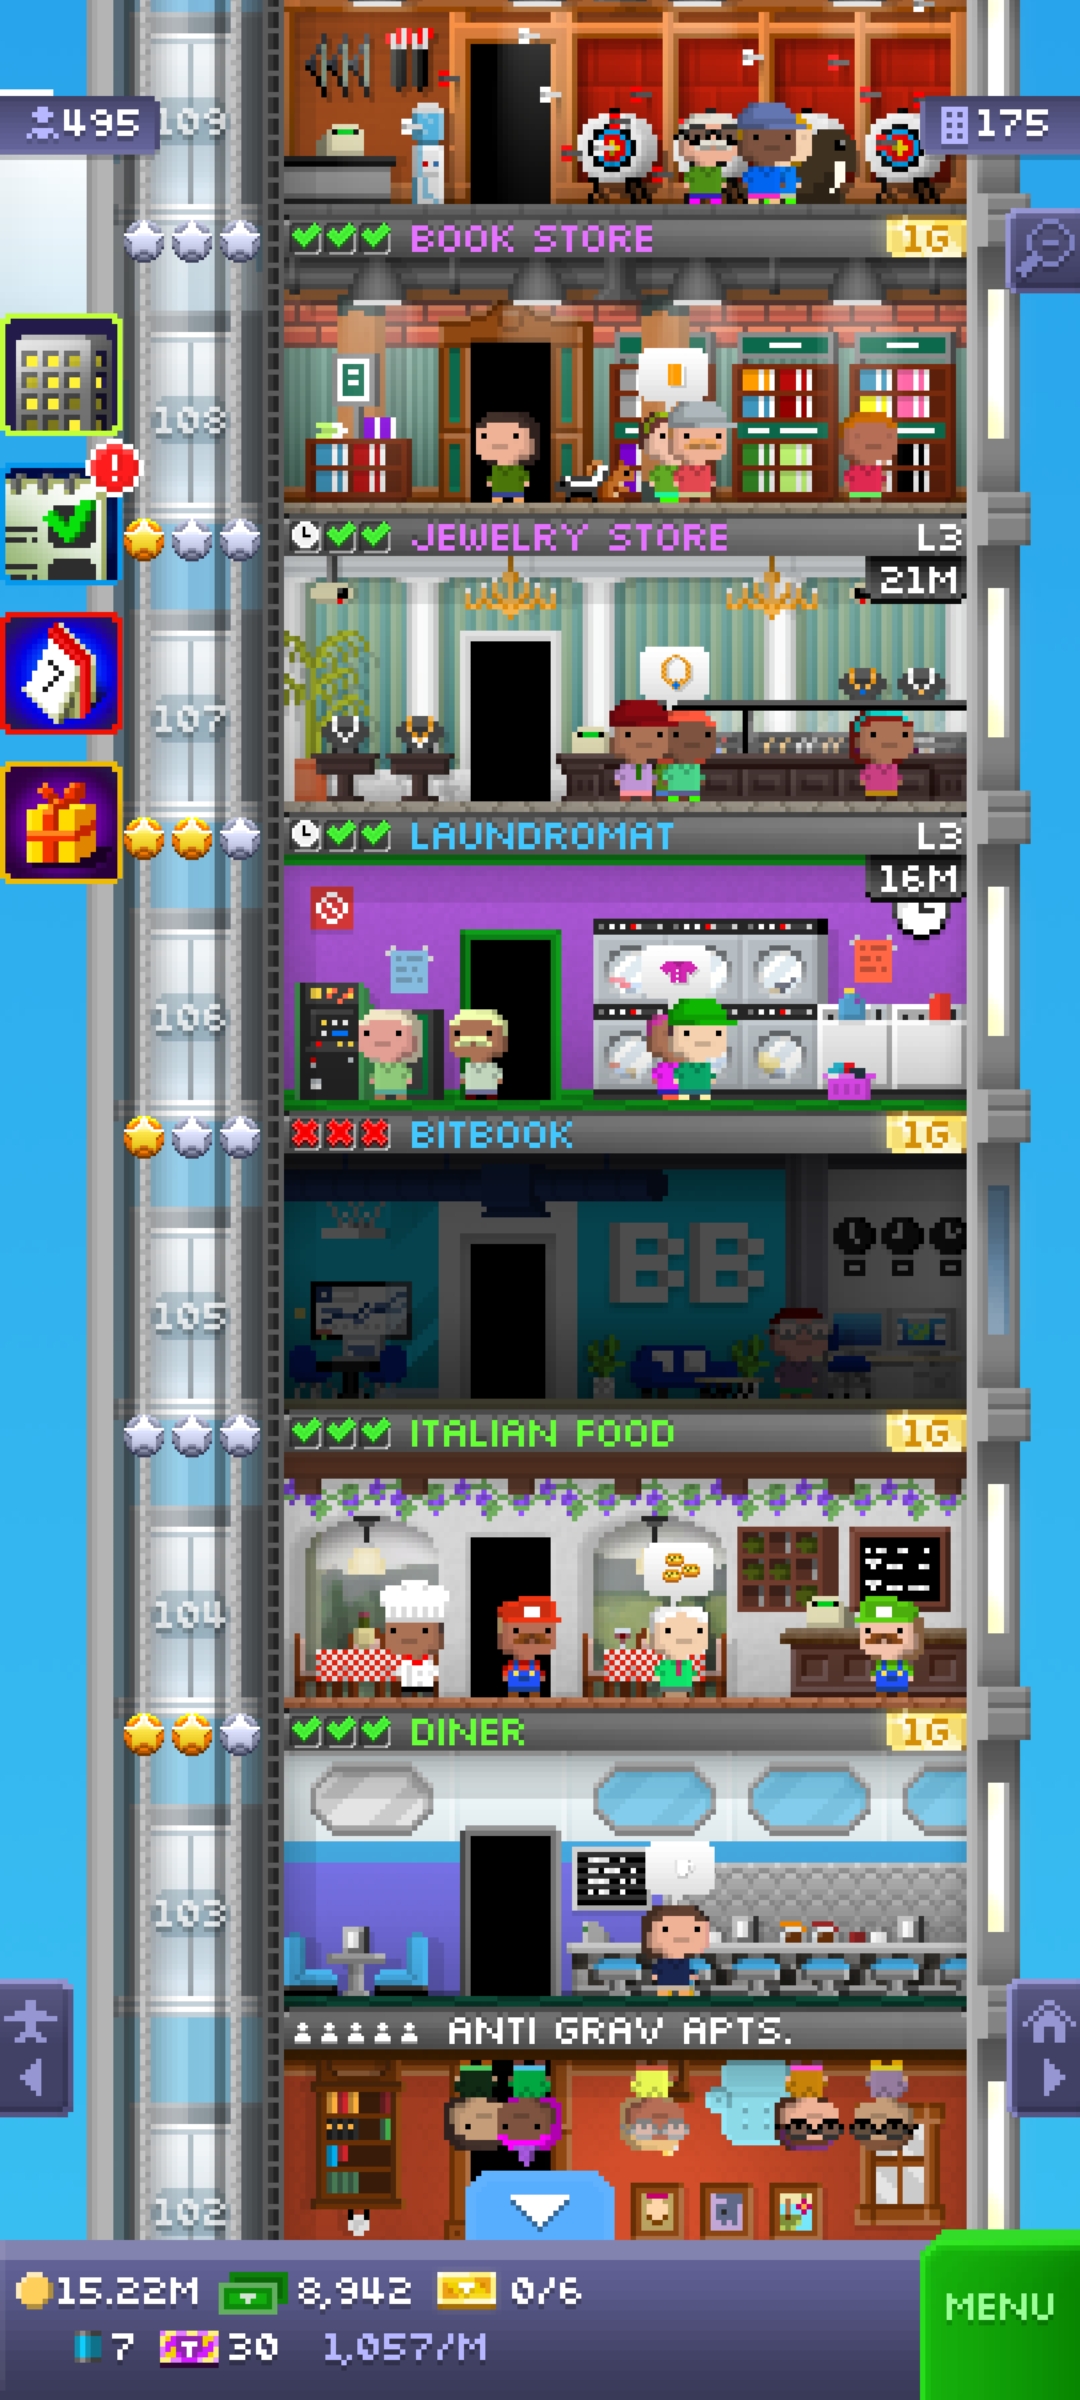 495
109
175
BOOK STORE
1G
108
JEWELRY STORE
L3
21M
7
107
LAUNDROMAT
L3
16M
106
BITBOOK
1G
BB
105
ITALIAN FOOD
1G
104
DINER
1G
103
ANTI GRAV APTS.
102
15.22M
8,942
0/6
MENU
7
T
30
1,057/M